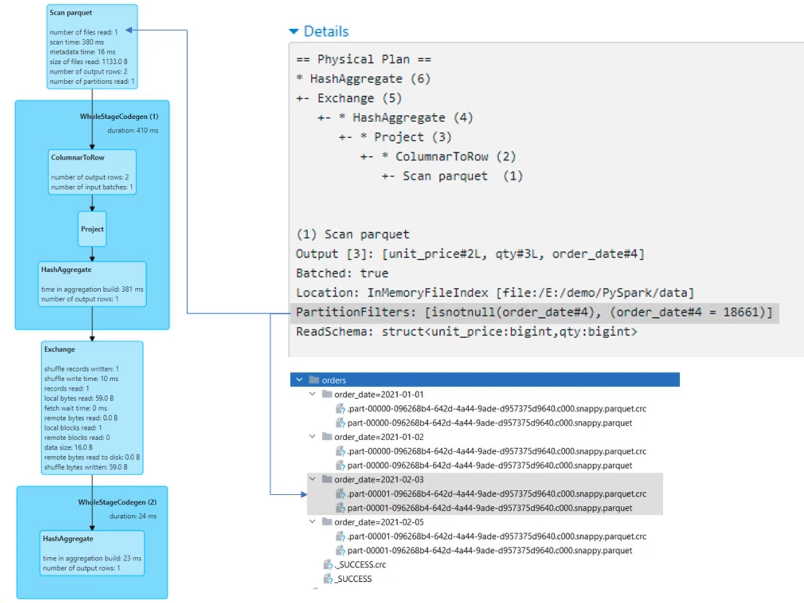 Scan parquet
number of files read: 1
scan time: 380 ms
metadata time: 16 ms
size of files read: 1133.0 B
number of output rows: 2
number of partitions read: 1
WholeStageCodegen (1)
duration: 410 ms
ColumnarToRow
number of output rows: 2
number of input batches: 1
Project
HashAggregate
time in aggregation build: 381 ms
number of output rows: 1
Exchange
shuffle records written: 1
shuffle write time: 10 ms
records read: 1
local bytes read: 59.0 B
fetch wait time: 0 ms
remote bytes read: 0.0 B
local blocks read: 1
remote blocks read: 0
data size: 16.0 B
remote bytes read to disk: 0.0 B
shuffle bytes written: 59.0 B
WholeStageCodegen (2)
duration: 24 ms
HashAggregate
time in aggregation build: 23 ms
number of output rows: 1
Details
== Physical Plan ==
* HashAggregate (6)
+- Exchange (5)
+- * HashAggregate (4)
+- * Project (3)
+- * ColumnarToRow (2)
+- Scan parquet (1)
(1) Scan parquet
Output [3]: [unit_price#2L, qty#3L, order_date#4]
Batched: true
Location: InMemoryFileIndex [file:/E:/demo/PySpark/data]
PartitionFilters: [isnotnull(order_date#4), (order_date#4 = 18661)]
ReadSchema: struct<unit_price:bigint,qty:bigint>
orders
order_date=2021-01-01
.part-00000-096268b4-642d-4a44-9ade-d957375d9640.c000.snappy.parquet.crc
part-00000-096268b4-642d-4a44-9ade-d957375d9640.c000.snappy.parquet
order_date=2021-01-02
.part-00000-096268b4-642d-4a44-9ade-d957375d9640.c000.snappy.parquet.crc
part-00000-096268b4-642d-4a44-9ade-d957375d9640.c000.snappy.parquet
order_date=2021-02-03
.part-00001-096268b4-642d-4a44-9ade-d957375d9640.c000.snappy.parquet.crc
part-00001-096268b4-642d-4a44-9ade-d957375d9640.c000.snappy.parquet
order_date=2021-02-05
.part-00001-096268b4-642d-4a44-9ade-d957375d9640.c000.snappy.parquet.crc
part-00001-096268b4-642d-4a44-9ade-d957375d9640.c000.snappy.parquet
._SUCCESS.crc
_SUCCESS